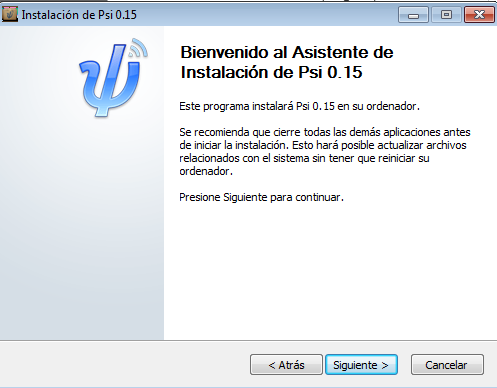 Instalación de Psi 0.15
Bienvenido al Asistente de
Instalación de Psi 0.15
Este programa instalará Psi 0.15 en su ordenador.
Se recomienda que cierre todas las demás aplicaciones antes
de iniciar la instalación. Esto hará posible actualizar archivos
relacionados con el sistema sin tener que reiniciar su
ordenador.
Presione Siguiente para continuar.
< Atrás
Siguiente >
Cancelar